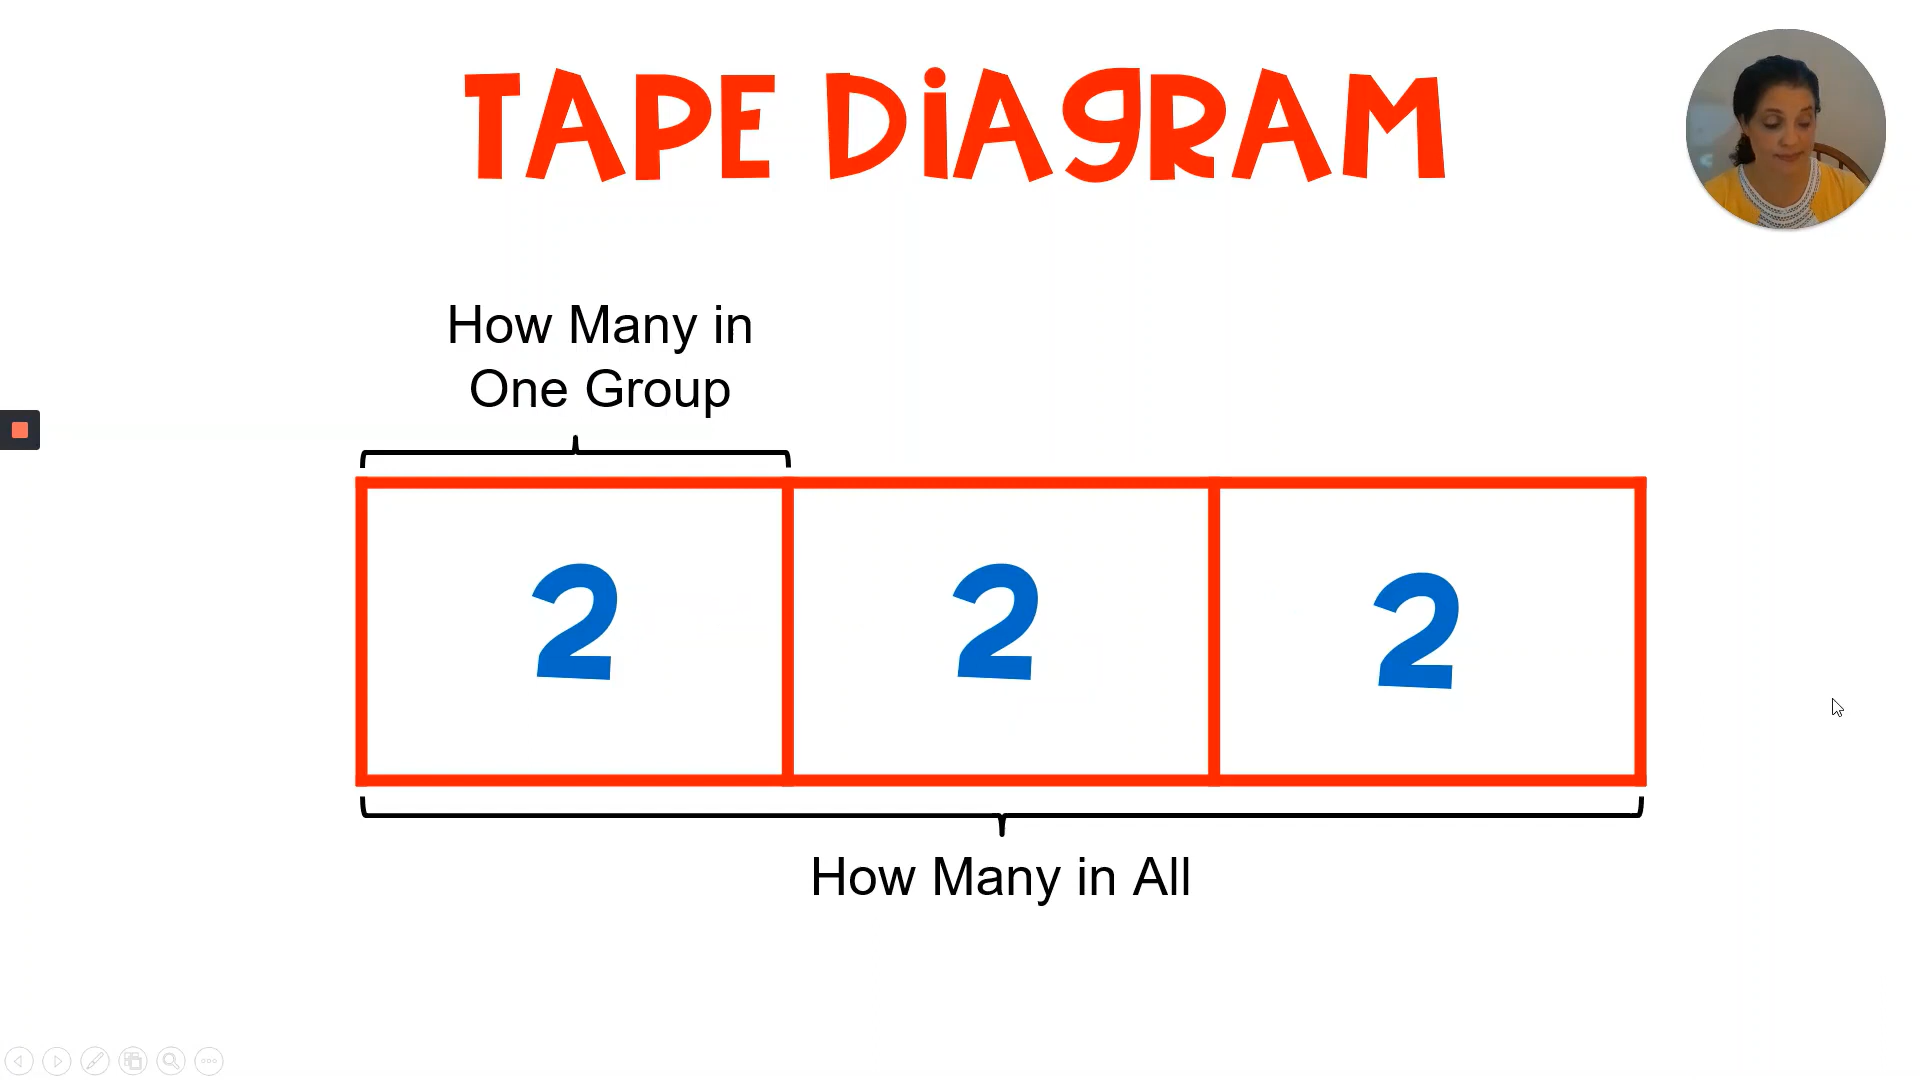 TAPE DiAGRAM
How Many in
One Group
2 2 2
How Many in All